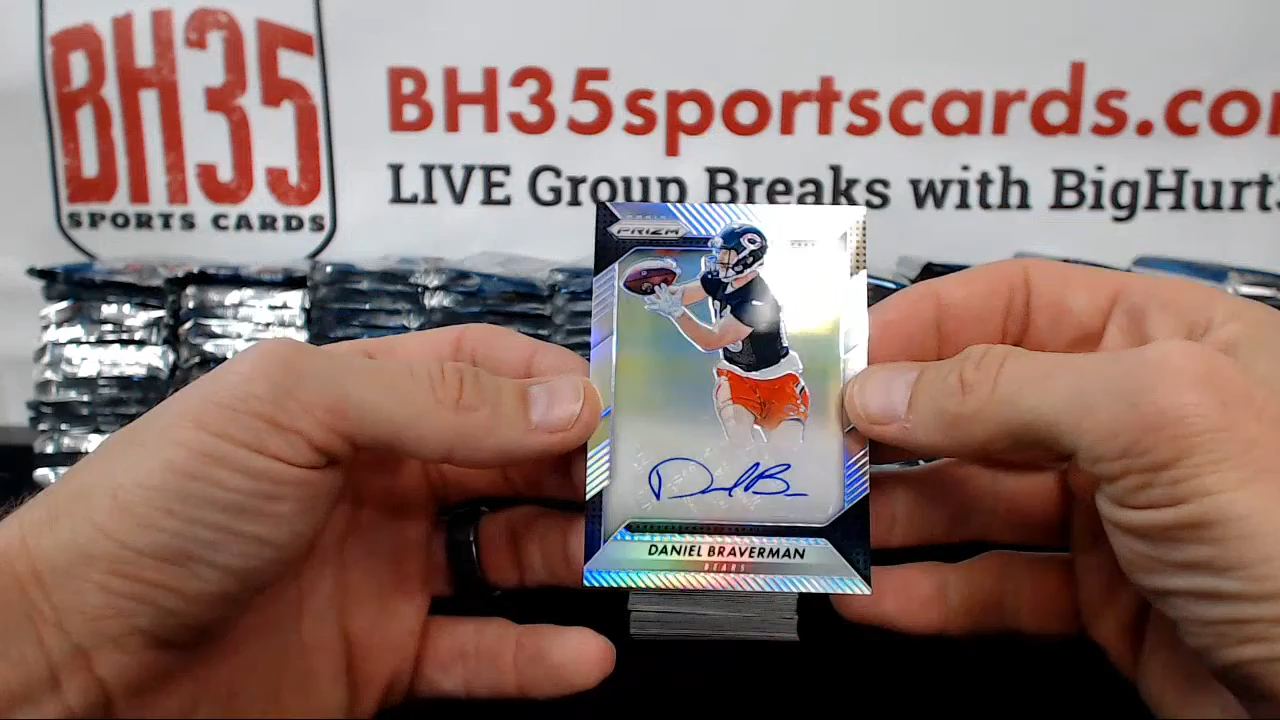 BH35
SPORTS CARDS
BH35sportscards.co
LIVE Group Breaks with BigHurt
PRIZM
DANIEL BRAVERMAN
BEARS